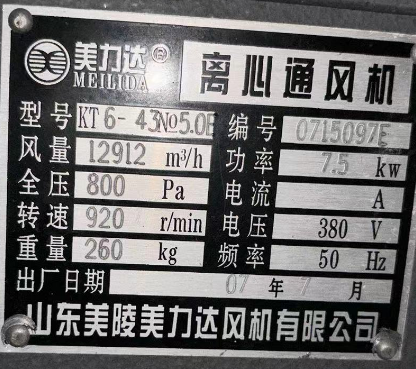 美力达® 离心通风机
MEILIDA
型号 KT6-43№5.0E 编号 0715097E
风量 12912 m³/h 功率 7.5 kw
全压 800 Pa 电流 A
转速 920 r/min 电压 380 V
重量 260 kg 频率 50 Hz
出厂日期 07 年 7 月
山东美陵美力达风机有限公司